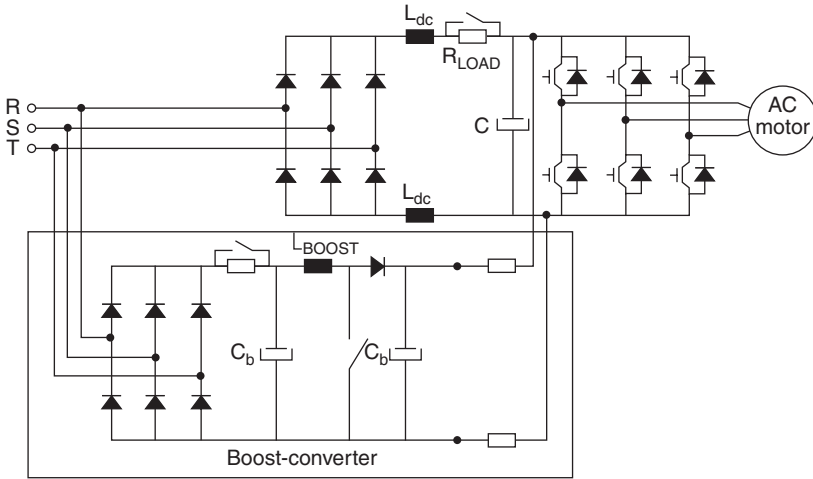 L_dc
R_LOAD
R
S
T
C
AC
motor
L_dc
L_BOOST
C_b
C_b
Boost-converter